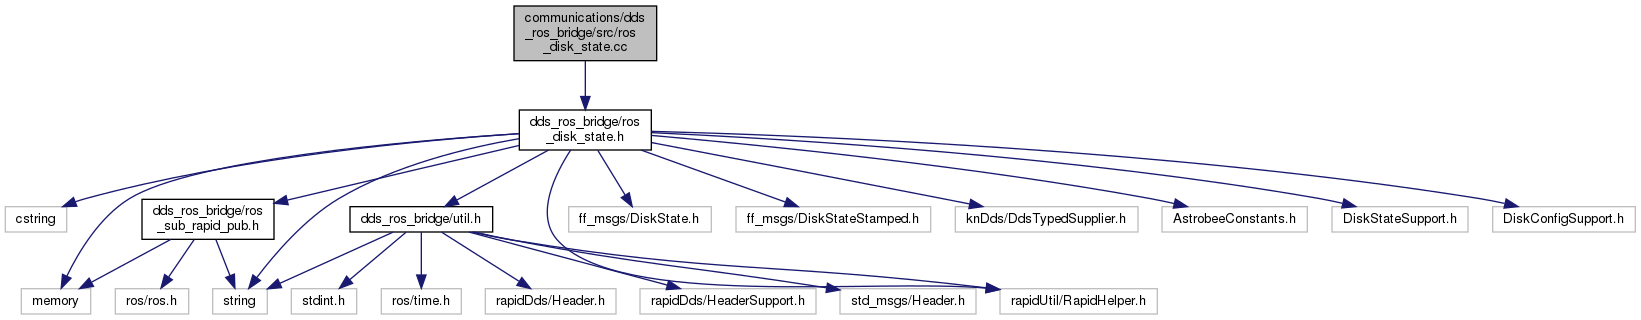 communications/dds
_ros_bridge/src/ros
_disk_state.cc
dds_ros_bridge/ros
_disk_state.h
cstring
dds_ros_bridge/ros
_sub_rapid_pub.h
dds_ros_bridge/util.h
ff_msgs/DiskState.h
ff_msgs/DiskStateStamped.h
knDds/DdsTypedSupplier.h
AstrobeeConstants.h
DiskStateSupport.h
DiskConfigSupport.h
memory
ros/ros.h
string
stdint.h
ros/time.h
rapidDds/Header.h
rapidDds/HeaderSupport.h
std_msgs/Header.h
rapidUtil/RapidHelper.h